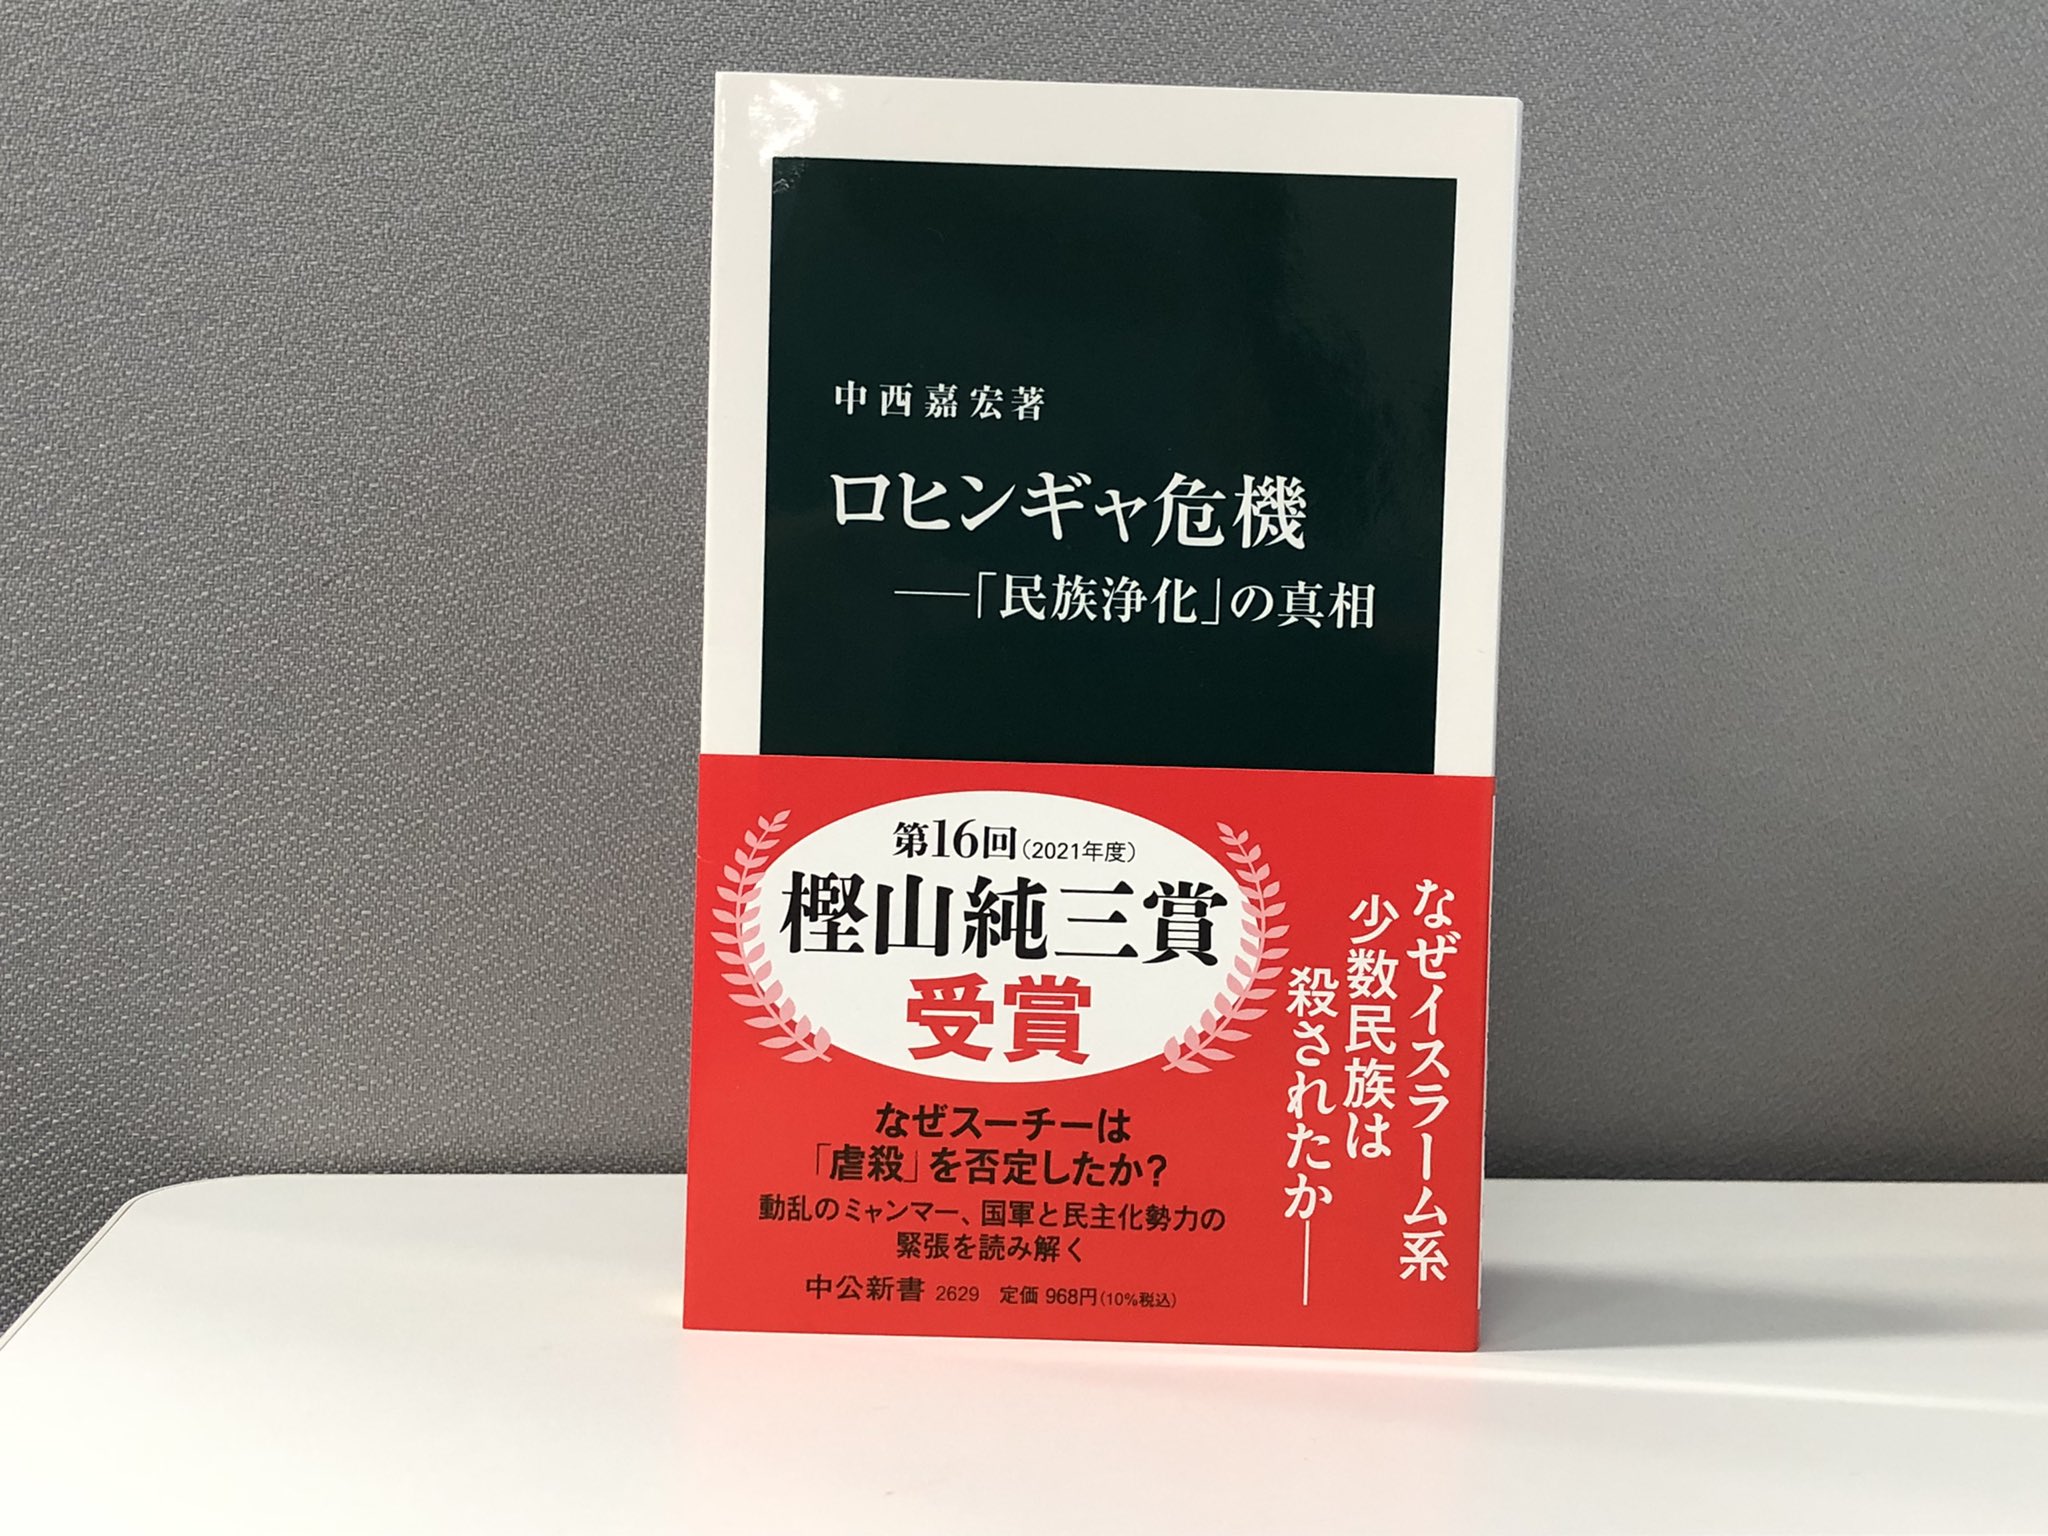 中西嘉宏著
ロヒンギャ危機
──「民族浄化」の真相
第16回(2021年度)
樫山純三賞
受賞
なぜイスラーム系
少数民族は
殺されたか──
なぜスーチーは
「虐殺」を否定したか?
動乱のミャンマー、国軍と民主化勢力の
緊張を読み解く
中公新書 2629 定価 968円(10%税込)